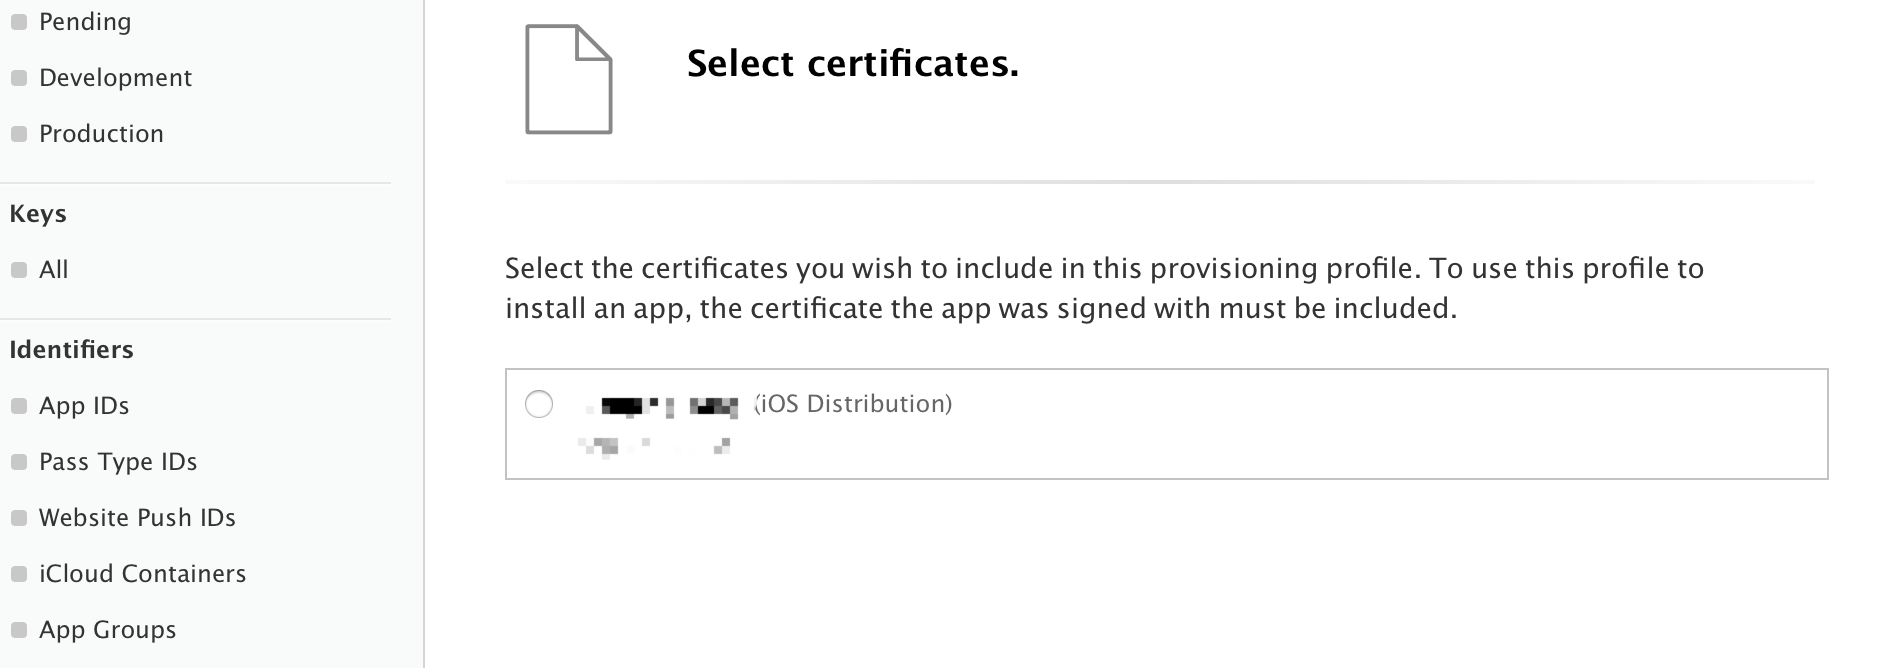 Pending
Development
Production
Keys
All
Identifiers
App IDs
Pass Type IDs
Website Push IDs
iCloud Containers
App Groups
Select certificates.
Select the certificates you wish to include in this provisioning profile. To use this profile to
install an app, the certificate the app was signed with must be included.
(iOS Distribution)